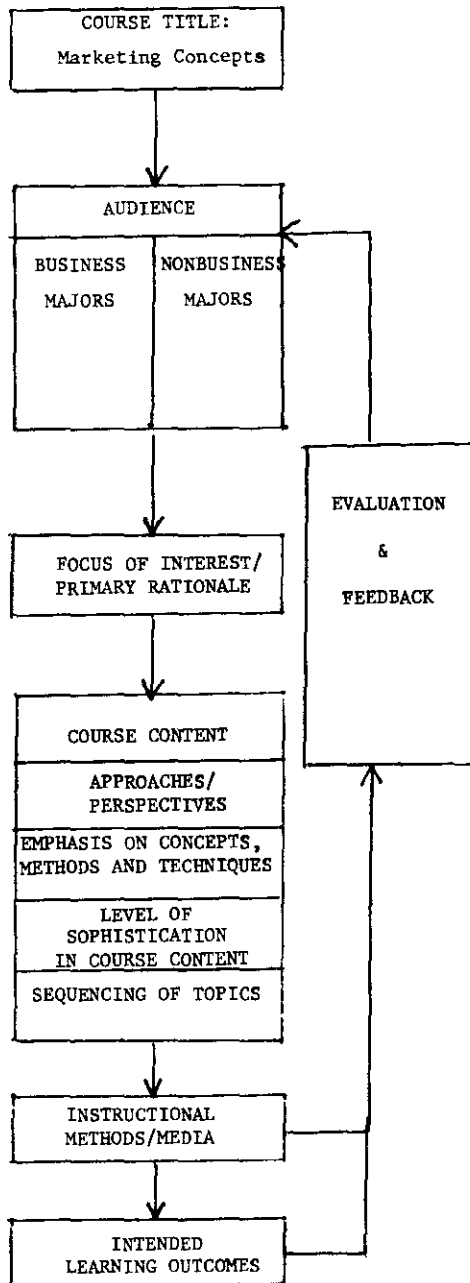 COURSE TITLE:
Marketing Concepts
AUDIENCE
BUSINESS
MAJORS
NONBUSINESS
MAJORS
FOCUS OF INTEREST/
PRIMARY RATIONALE
COURSE CONTENT
APPROACHES/
PERSPECTIVES
EMPHASIS ON CONCEPTS,
METHODS AND TECHNIQUES
LEVEL OF
SOPHISTICATION
IN COURSE CONTENT
SEQUENCING OF TOPICS
INSTRUCTIONAL
METHODS/MEDIA
INTENDED
LEARNING OUTCOMES
EVALUATION
&
FEEDBACK